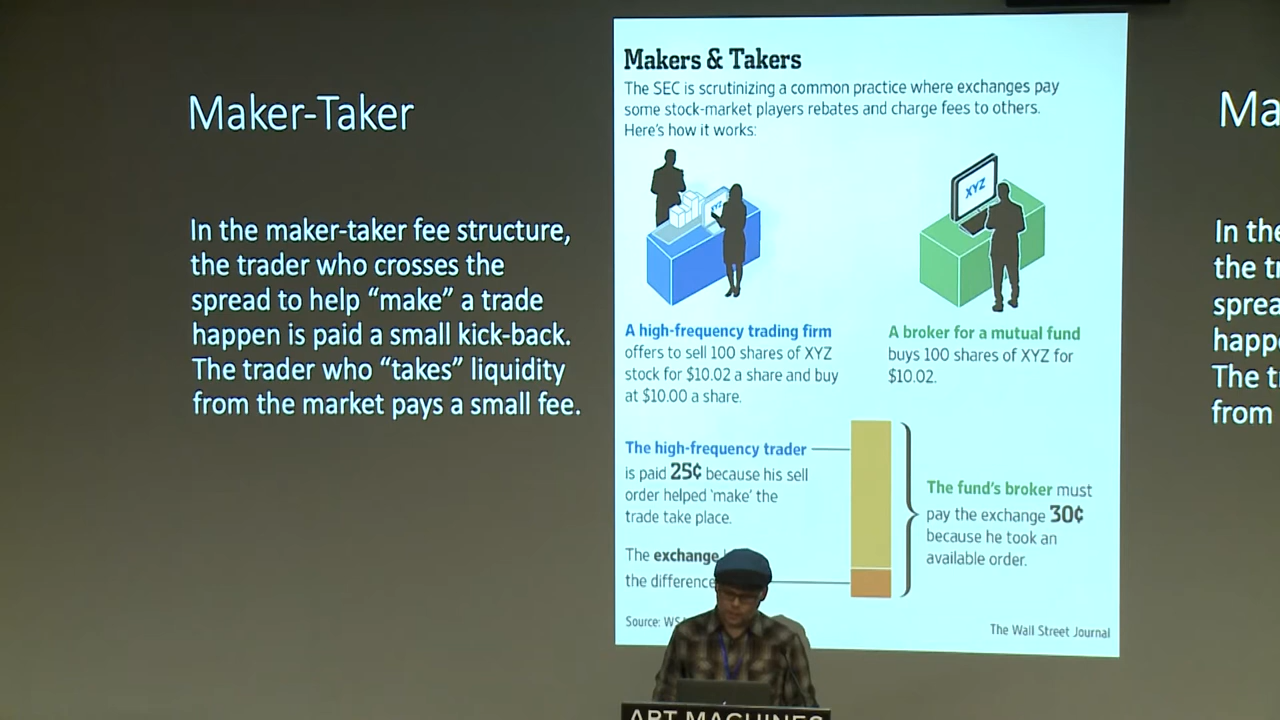 Maker-Taker
In the maker-taker fee structure,
the trader who crosses the
spread to help “make” a trade
happen is paid a small kick-back.
The trader who “takes” liquidity
from the market pays a small fee.
Makers & Takers
The SEC is scrutinizing a common practice where exchanges pay
some stock-market players rebates and charge fees to others.
Here's how it works:
XYZ
XYZ
A high-frequency trading firm
offers to sell 100 shares of XYZ
stock for $10.02 a share and buy
at $10.00 a share.
A broker for a mutual fund
buys 100 shares of XYZ for
$10.02.
The high-frequency trader
is paid 25¢ because his sell
order helped 'make' the
trade take place.
The exchange
the difference
The fund's broker must
pay the exchange 30¢
because he took an
available order.
Source: WS
The Wall Street Journal
Ma
In the
the tr
sprea
happe
The t
from
ART MACHINES